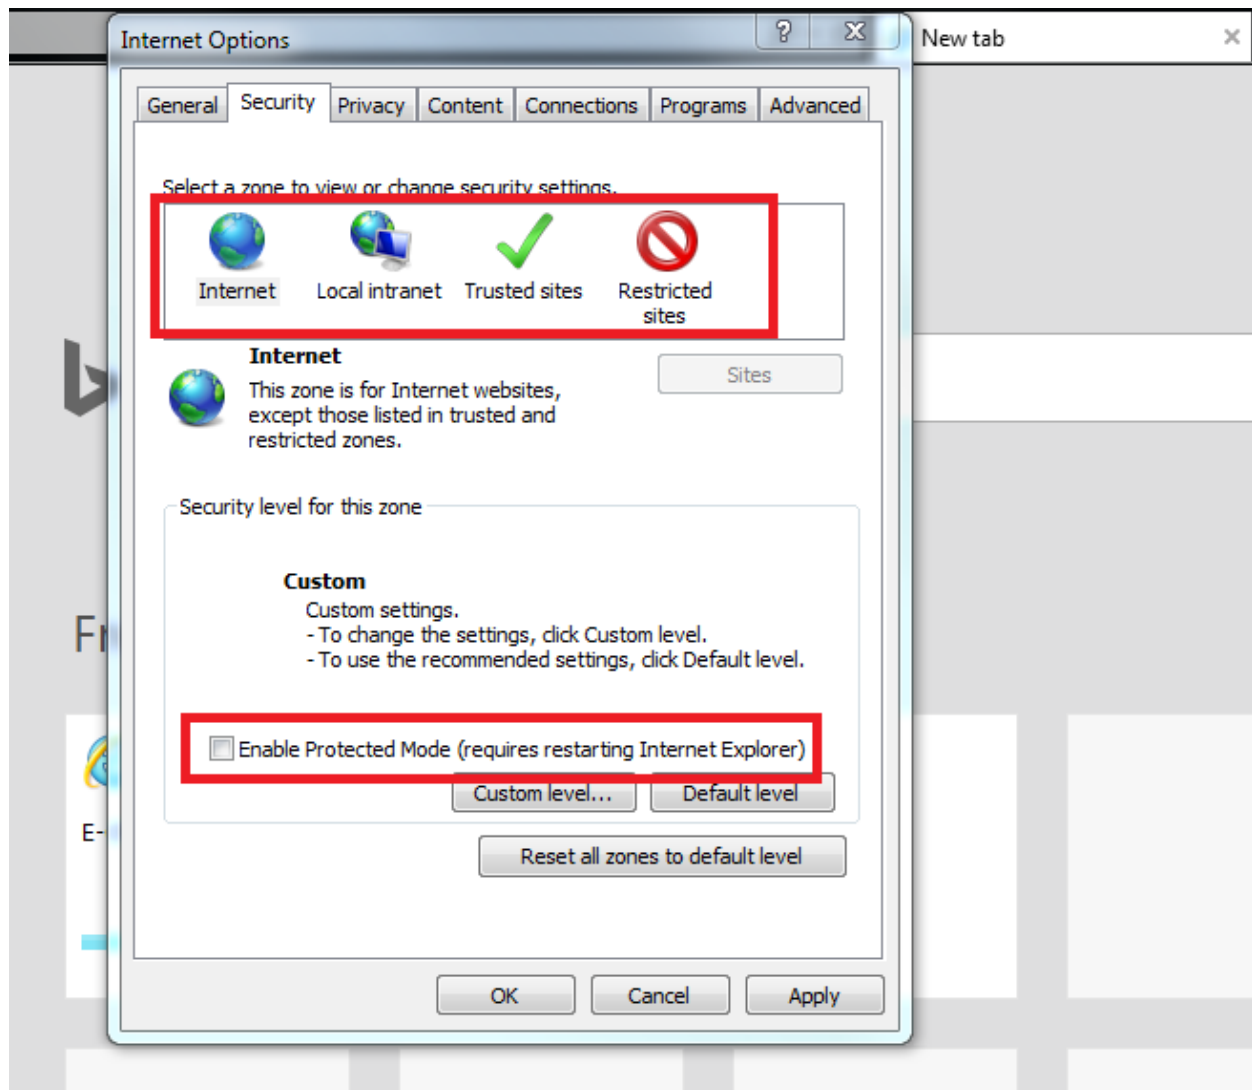 Internet Options
New tab
General Security Privacy Content Connections Programs Advanced
Select a zone to view or change security settings.
Internet Local intranet Trusted sites Restricted
sites
Internet
Sites
This zone is for Internet websites,
except those listed in trusted and
restricted zones.
Security level for this zone
Custom
Custom settings.
- To change the settings, click Custom level.
- To use the recommended settings, click Default level.
Fr
Enable Protected Mode (requires restarting Internet Explorer)
Custom level... Default level
E-
Reset all zones to default level
OK Cancel Apply